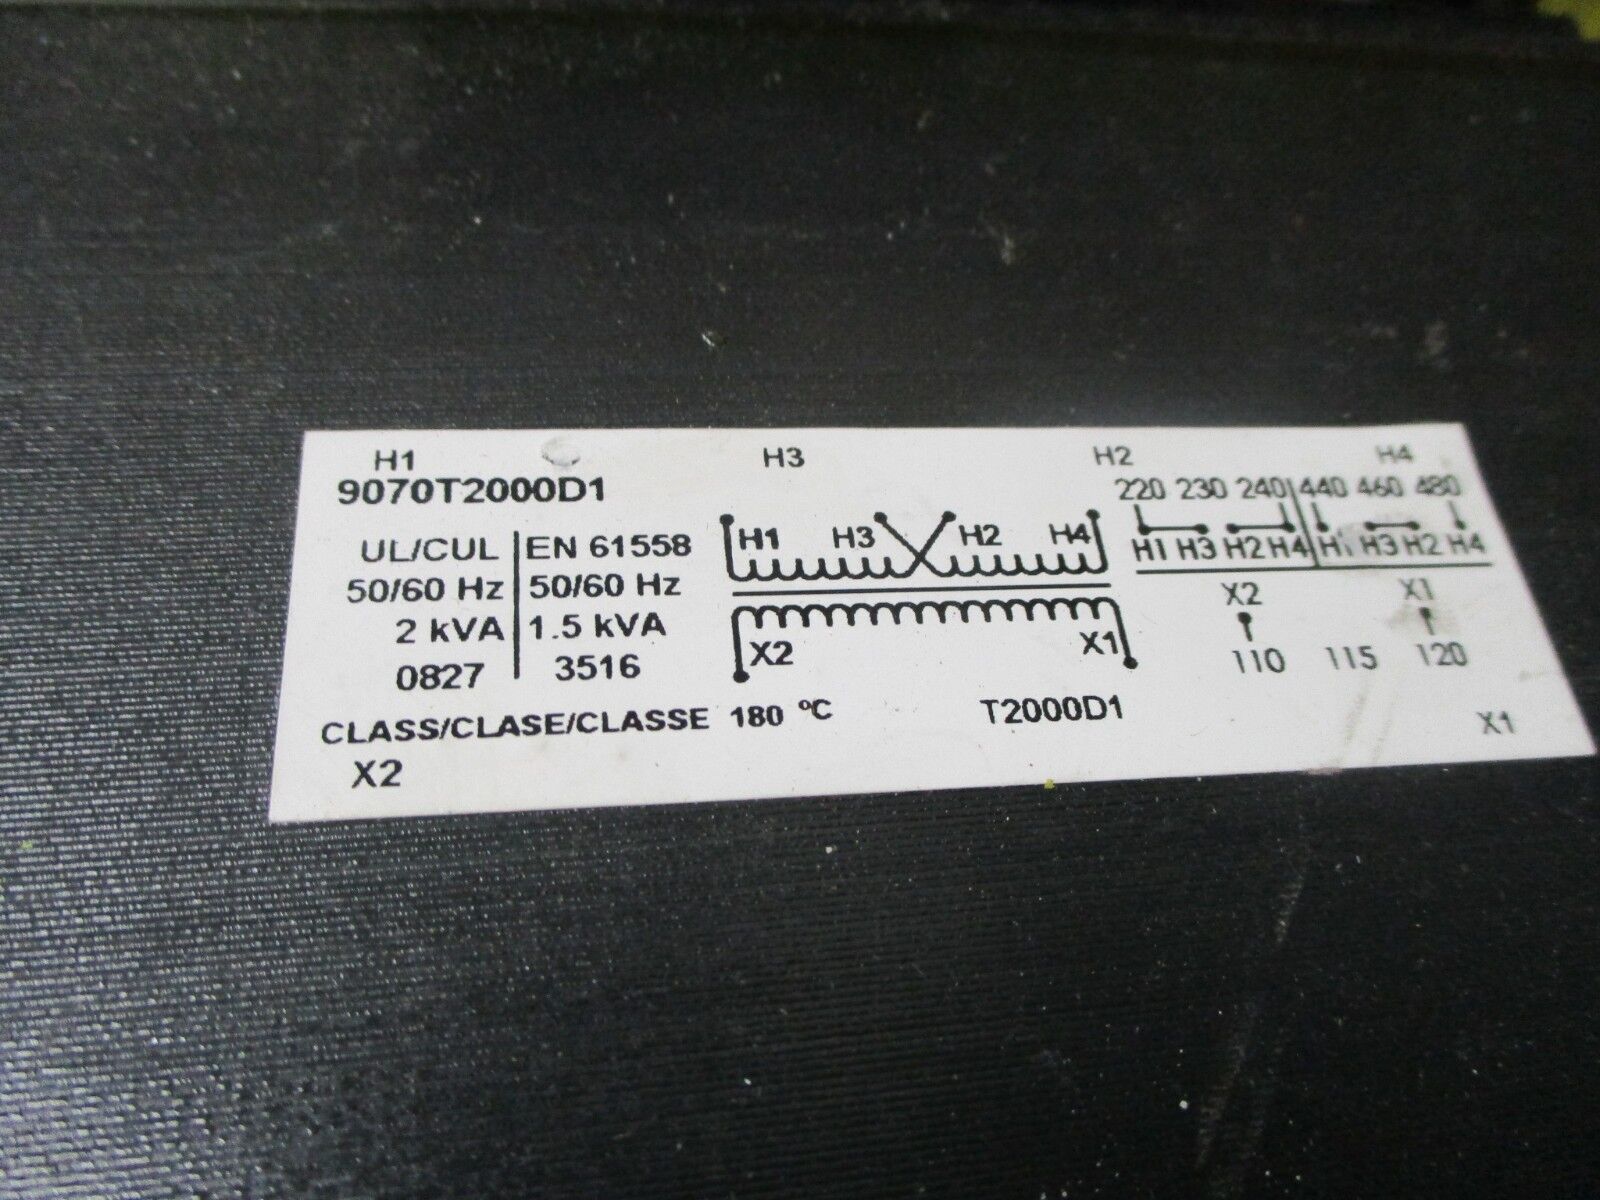 H1 H3 H2 H4
9070T2000D1
220 230 240 440 460 480
UL/CUL EN 61558
50/60 Hz 50/60 Hz
2 kVA 1.5 kVA
0827 3516
H1 H3 H2 H4
X2 X1
H1 H3 H2 H4 H1 H3 H2 H4
X2 X1
110 115 120
CLASS/CLASE/CLASSE 180 ºC T2000D1
X2 X1